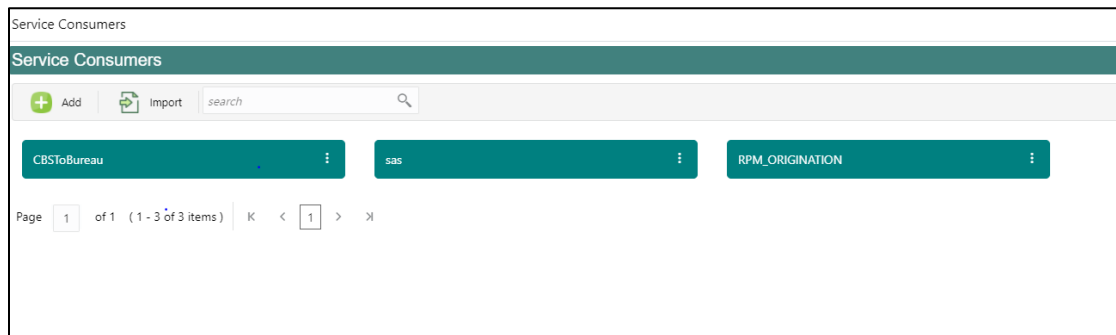 Service Consumers
Service Consumers
Add Import search
CBSToBureau sas RPM_ORIGINATION
Page 1 of 1 ( 1 - 3 of 3 items ) 1